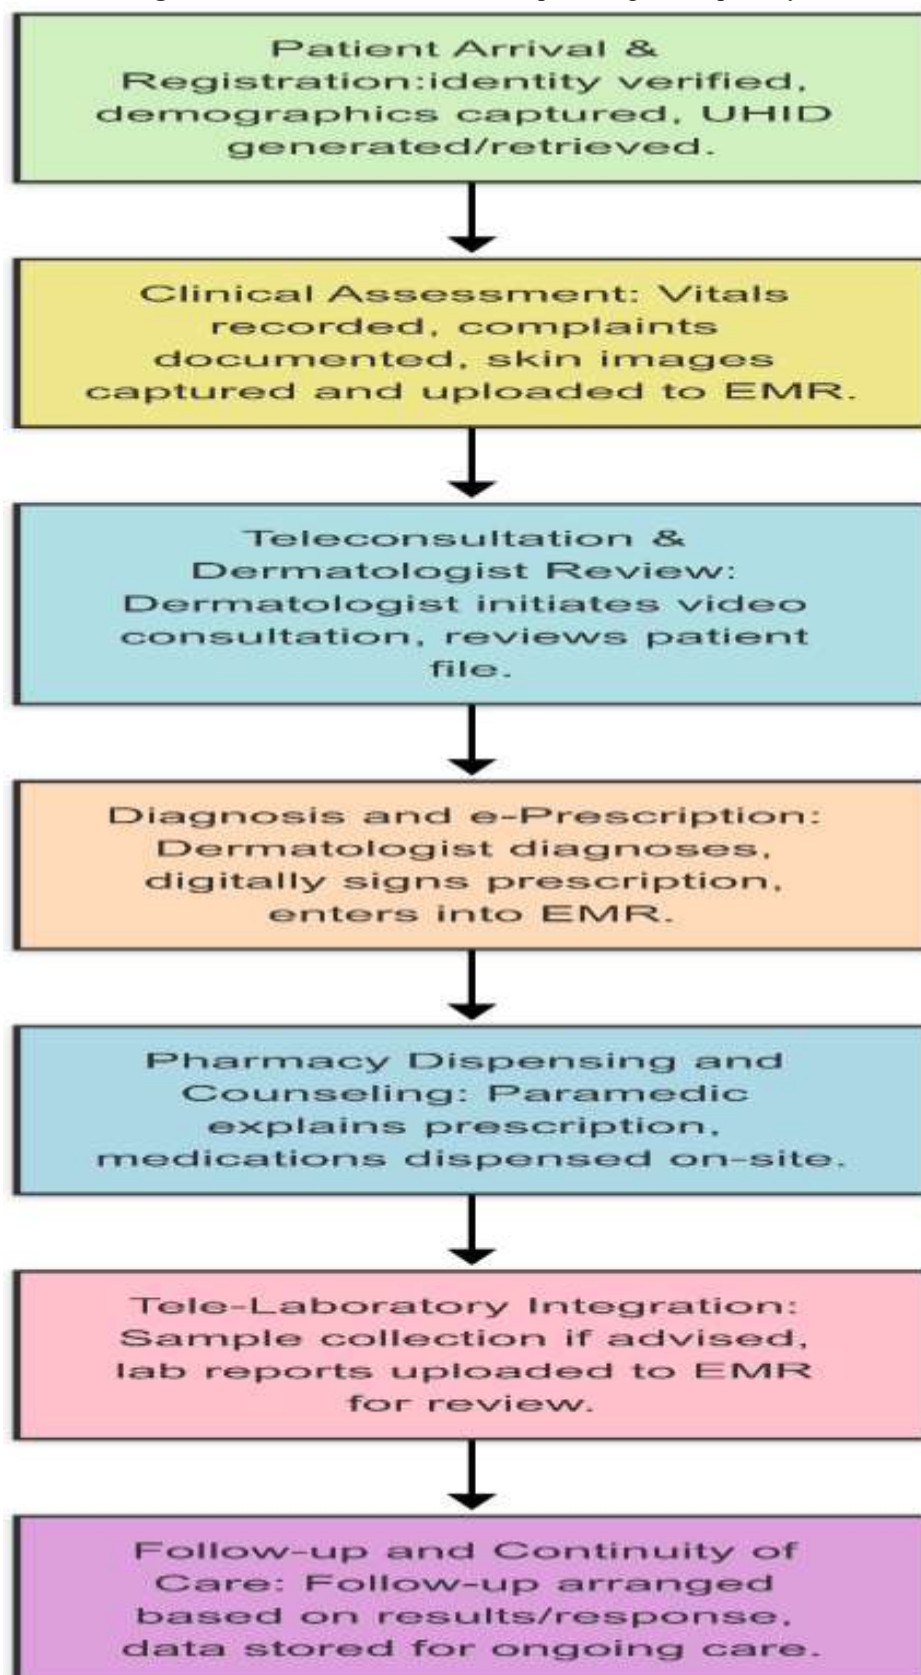 Patient Arrival &
Registration:identity verified,
demographics captured, UHID
generated/retrieved.
Clinical Assessment: Vitals
recorded, complaints
documented, skin images
captured and uploaded to EMR.
Teleconsultation &
Dermatologist Review:
Dermatologist initiates video
consultation, reviews patient
file.
Diagnosis and e-Prescription:
Dermatologist diagnoses,
digitally signs prescription,
enters into EMR.
Pharmacy Dispensing and
Counseling: Paramedic
explains prescription,
medications dispensed on-site.
Tele-Laboratory Integration:
Sample collection if advised,
lab reports uploaded to EMR
for review.
Follow-up and Continuity of
Care: Follow-up arranged
based on results/response,
data stored for ongoing care.